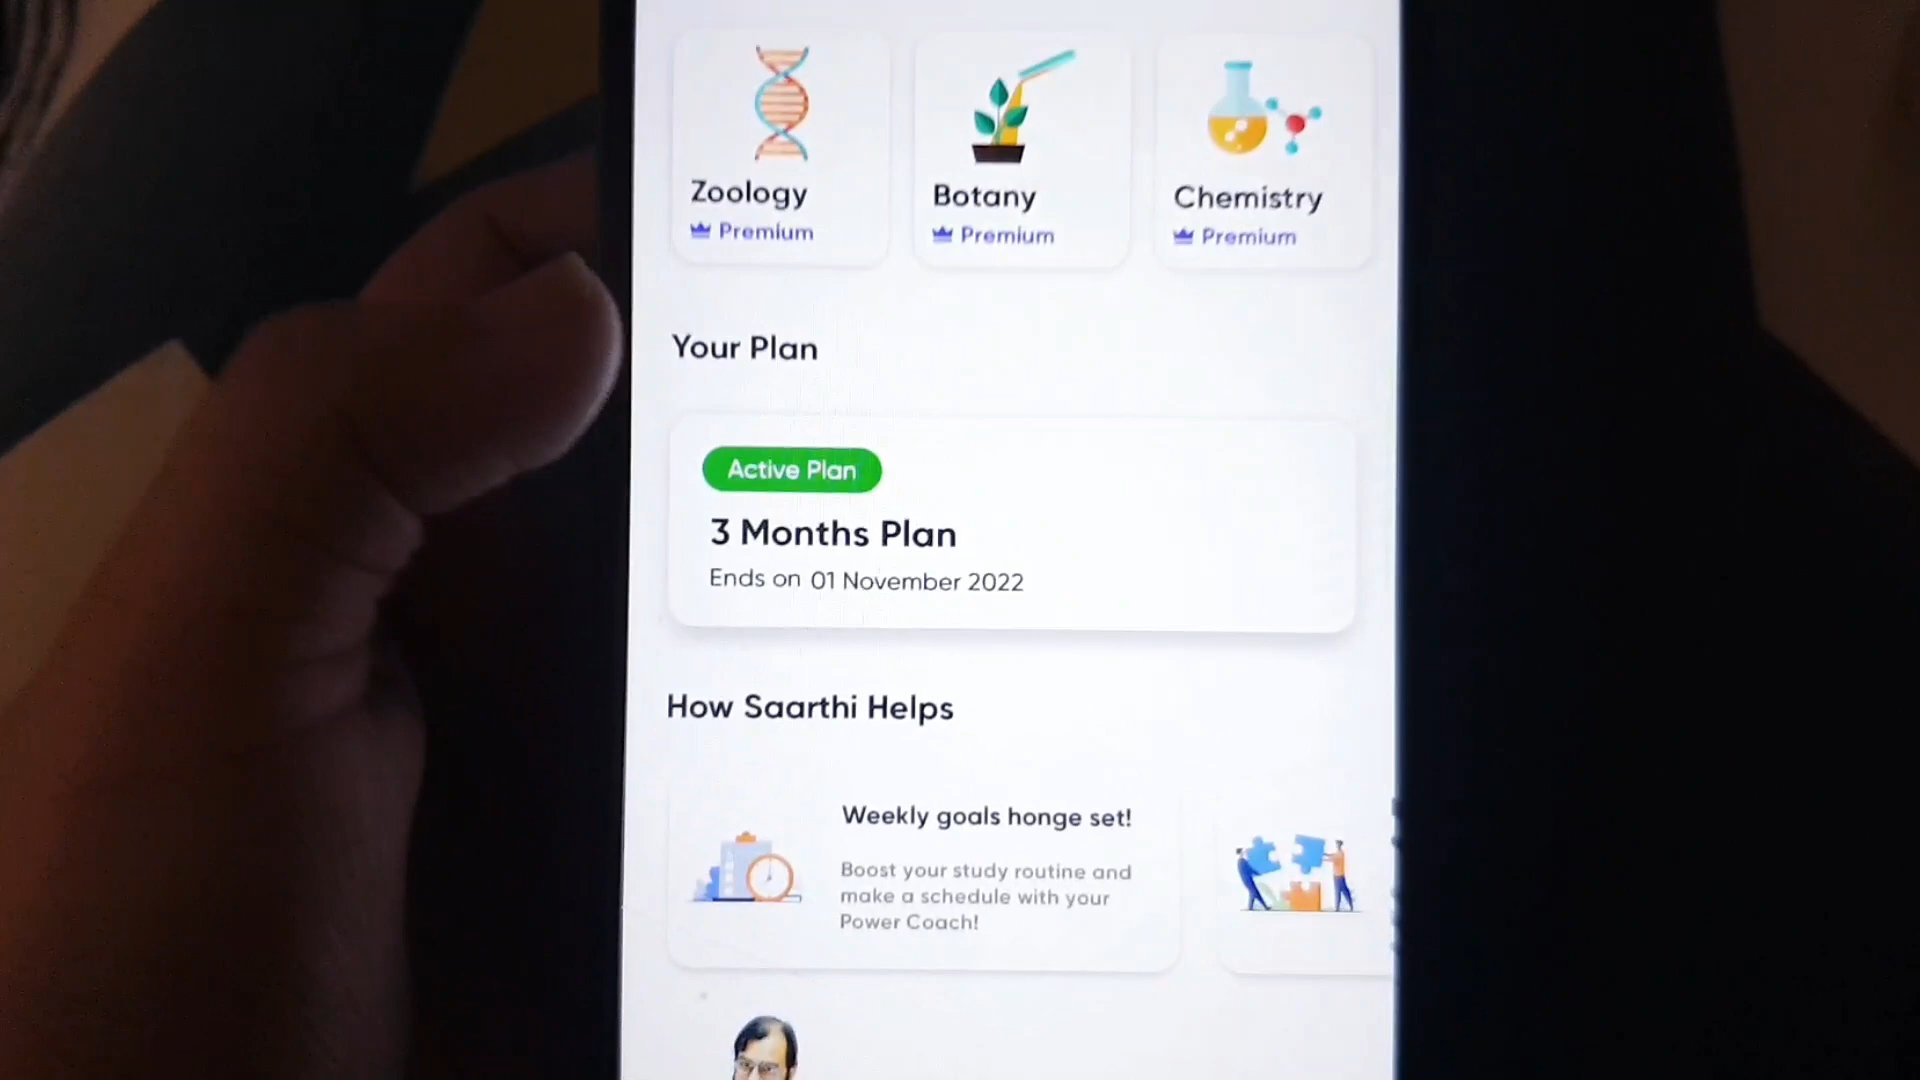 Zoology
Premium
Botany
Premium
Chemistry
Premium
Your Plan
Active Plan
3 Months Plan
Ends on 01 November 2022
How Saarthi Helps
Weekly goals honge set!
Boost your study routine and
make a schedule with your
Power Coach!